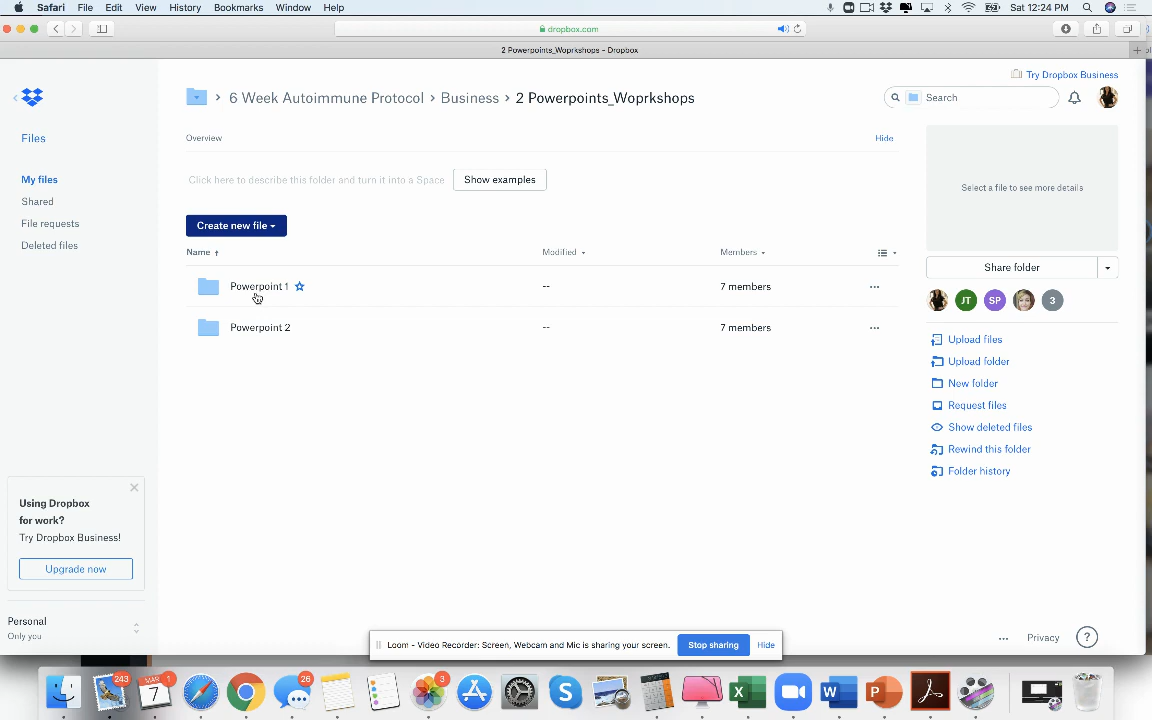 Safari File Edit View History Bookmarks Window Help Sat 12:24 PM
dropbox.com
2 Powerpoints_Woprkshops - Dropbox
Try Dropbox Business
6 Week Autoimmune Protocol > Business > 2 Powerpoints_Woprkshops
Search
Files
Overview
Hide
My files
Click here to describe this folder and turn it into a Space
Show examples
Select a file to see more details
Shared
File requests
Create new file
Deleted files
Name Modified Members
Share folder
Powerpoint 1 -- 7 members
JT SP 3
Powerpoint 2 -- 7 members
Upload files
Upload folder
New folder
Request files
Show deleted files
Rewind this folder
Folder history
Using Dropbox
for work?
Try Dropbox Business!
Upgrade now
Personal
Only you
Privacy ?
Loom – Video Recorder: Screen, Webcam and Mic is sharing your screen. Stop sharing Hide
243 MAR 1 7 26 3 X W P